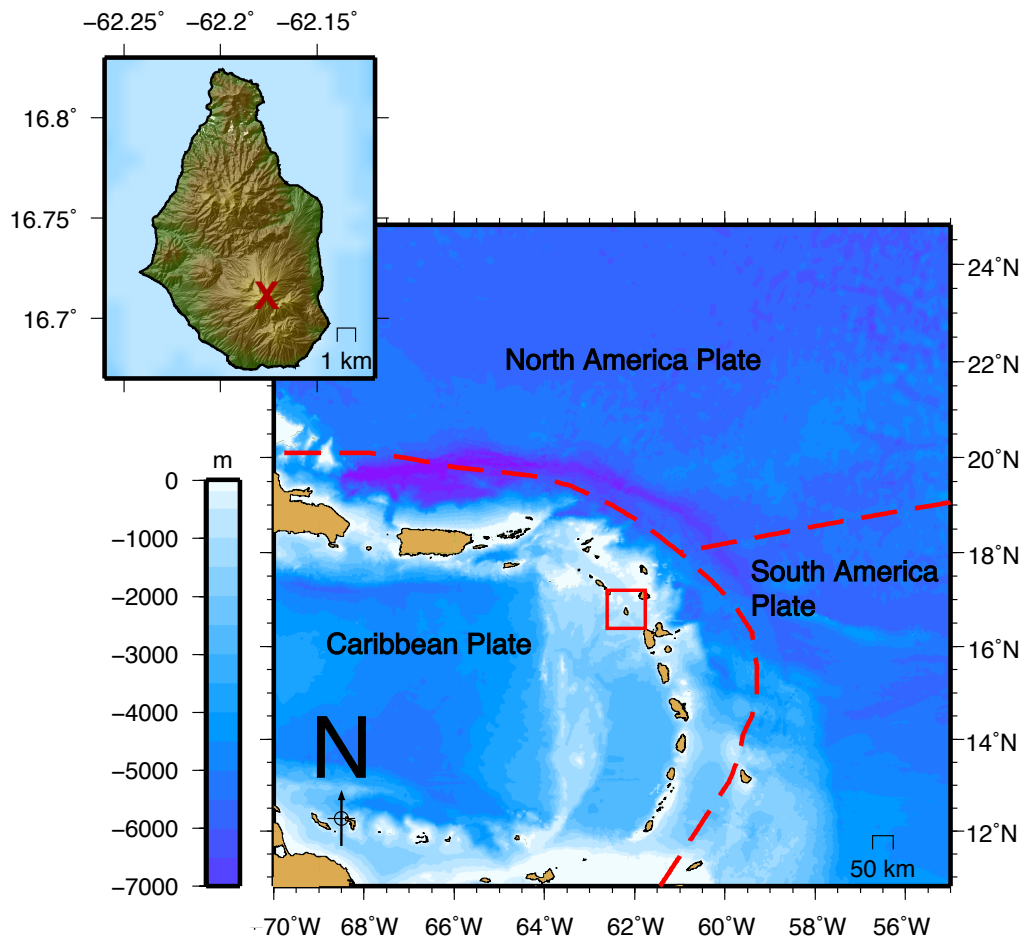 −62.25˚ −62.2˚ −62.15˚
16.8˚
16.75˚
16.7˚
X
1 km
24˚N
22˚N
20˚N
18˚N
16˚N
14˚N
12˚N
North America Plate
South America
Plate
Caribbean Plate
N
50 km
m
0
−1000
−2000
−3000
−4000
−5000
−6000
−7000
−70˚W 68˚W 66˚W 64˚W 62˚W 60˚W 58˚W 56˚W